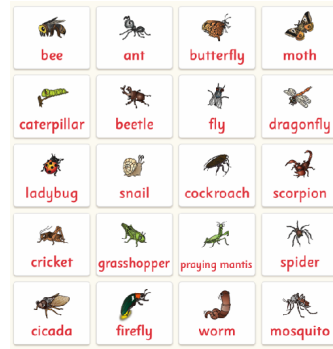 bee
ant
butterfly
moth
caterpillar
beetle
fly
dragonfly
ladybug
snail
cockroach
scorpion
cricket
grasshopper
praying mantis
spider
cicada
firefly
worm
mosquito